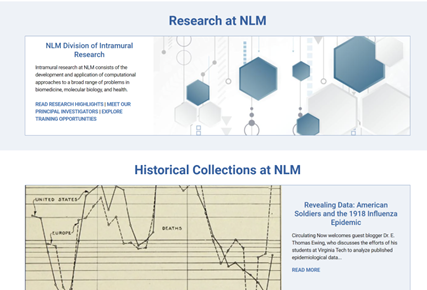 Research at NLM
NLM Division of Intramural
Research
Intramural research at NLM consists of the
development and application of computational
approaches to a broad range of problems in
biomedicine, molecular biology, and health.
READ RESEARCH HIGHLIGHTS | MEET OUR
PRINCIPAL INVESTIGATORS | EXPLORE
TRAINING OPPORTUNITIES
Historical Collections at NLM
UNITED STATES
EUROPE
DEATHS
Revealing Data: American
Soldiers and the 1918 Influenza
Epidemic
Circulating Now welcomes guest blogger Dr. E.
Thomas Ewing, who discusses the efforts of his
students at Virginia Tech to analyze published
epidemiological data...
READ MORE